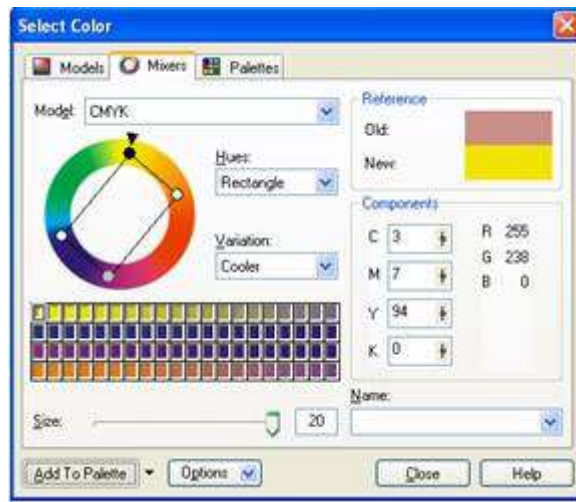 Select Color
Models Mixers Palettes
Model: CMYK
Hues:
Rectangle
Variation:
Cooler
Size: 20
Reference
Old:
New:
Components
C 3 R 255
M 7 G 238
Y 94 B 0
K 0
Name:
Add To Palette Options Close Help